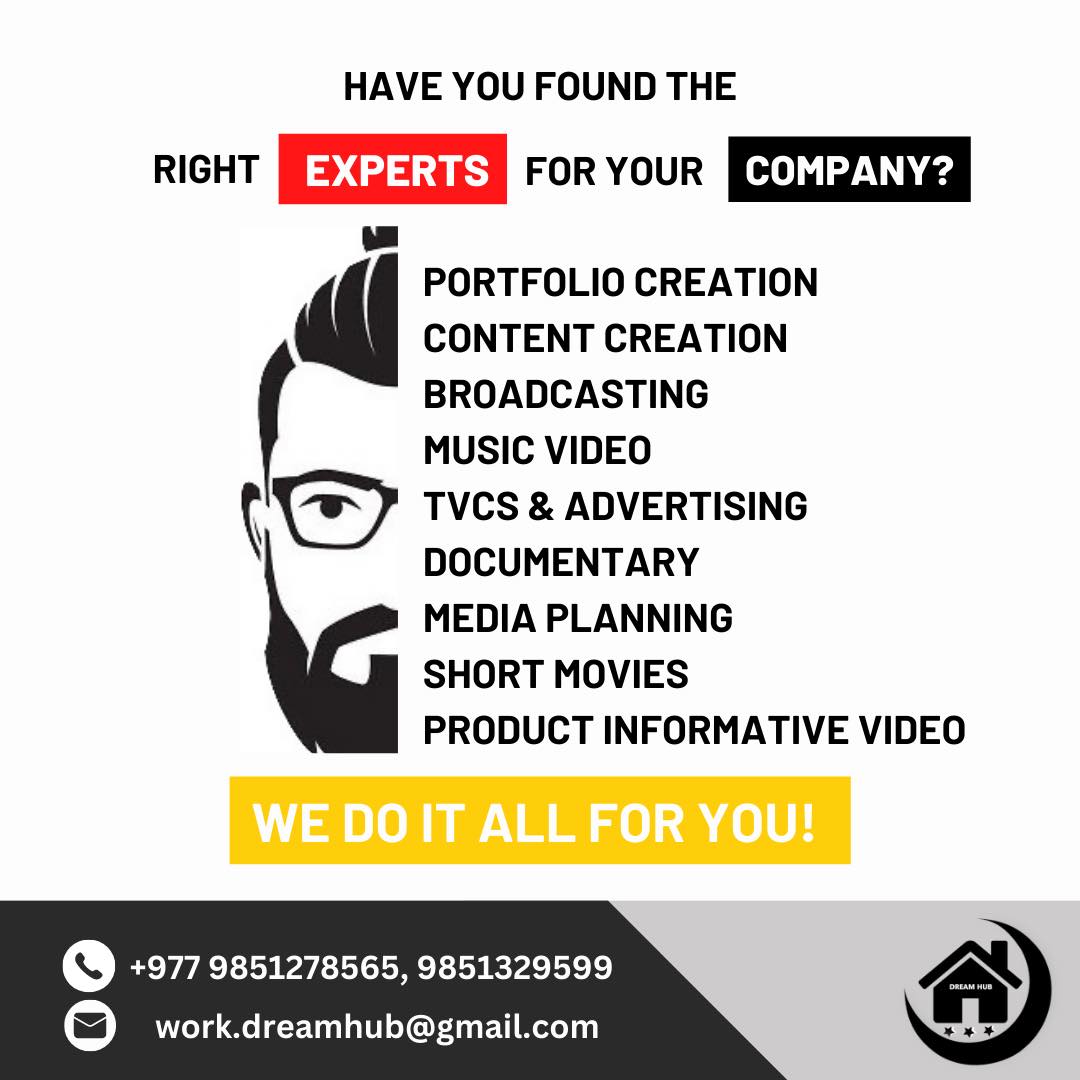 HAVE YOU FOUND THE
RIGHT EXPERTS FOR YOUR COMPANY?
PORTFOLIO CREATION
CONTENT CREATION
BROADCASTING
MUSIC VIDEO
TVCS & ADVERTISING
DOCUMENTARY
MEDIA PLANNING
SHORT MOVIES
PRODUCT INFORMATIVE VIDEO
WE DO IT ALL FOR YOU!
+977 9851278565, 9851329599
work.dreamhub@gmail.com
DREAM HUB